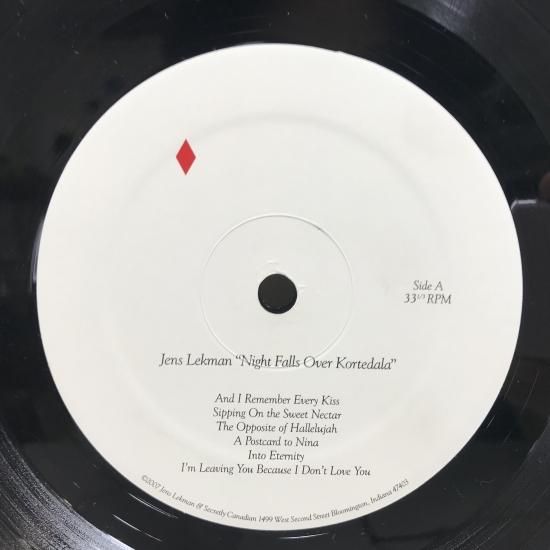 Side A
33 1/3 RPM
Jens Lekman "Night Falls Over Kortedala"
And I Remember Every Kiss
Sipping On the Sweet Nectar
The Opposite of Hallelujah
A Postcard to Nina
Into Eternity
I'm Leaving You Because I Don't Love You
©2007 Jens Lekman & Secretly Canadian 1499 West Second Street Bloomington, Indiana 47403